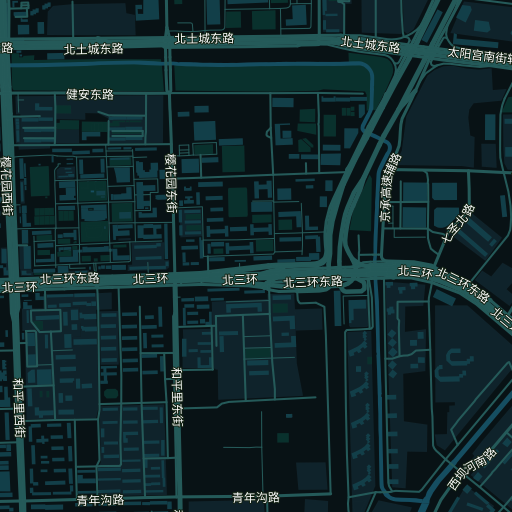 北土城东路
北土城东路
北土城东路
太阳宫南街
路
健安东路
樱花园西街
樱花园东街
京承高速辅路
七圣北路
北三环
北三环东路
北三环
北三环
北三环东路
北三环
北三环东路
北三
和平里西街
和平里东街
青年沟路
青年沟路
西坝河南路